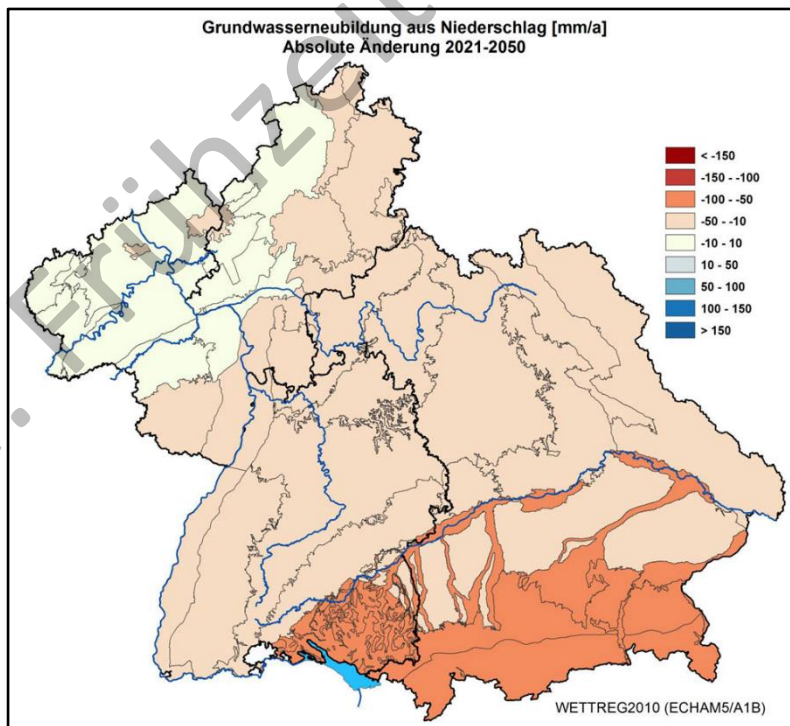 Grundwasserneubildung aus Niederschlag [mm/a]
Absolute Änderung 2021-2050
< -150
-150 - -100
-100 - -50
-50 - -10
-10 - 10
10 - 50
50 - 100
100 - 150
> 150
WETTREG2010 (ECHAM5/A1B)
Frühzeit